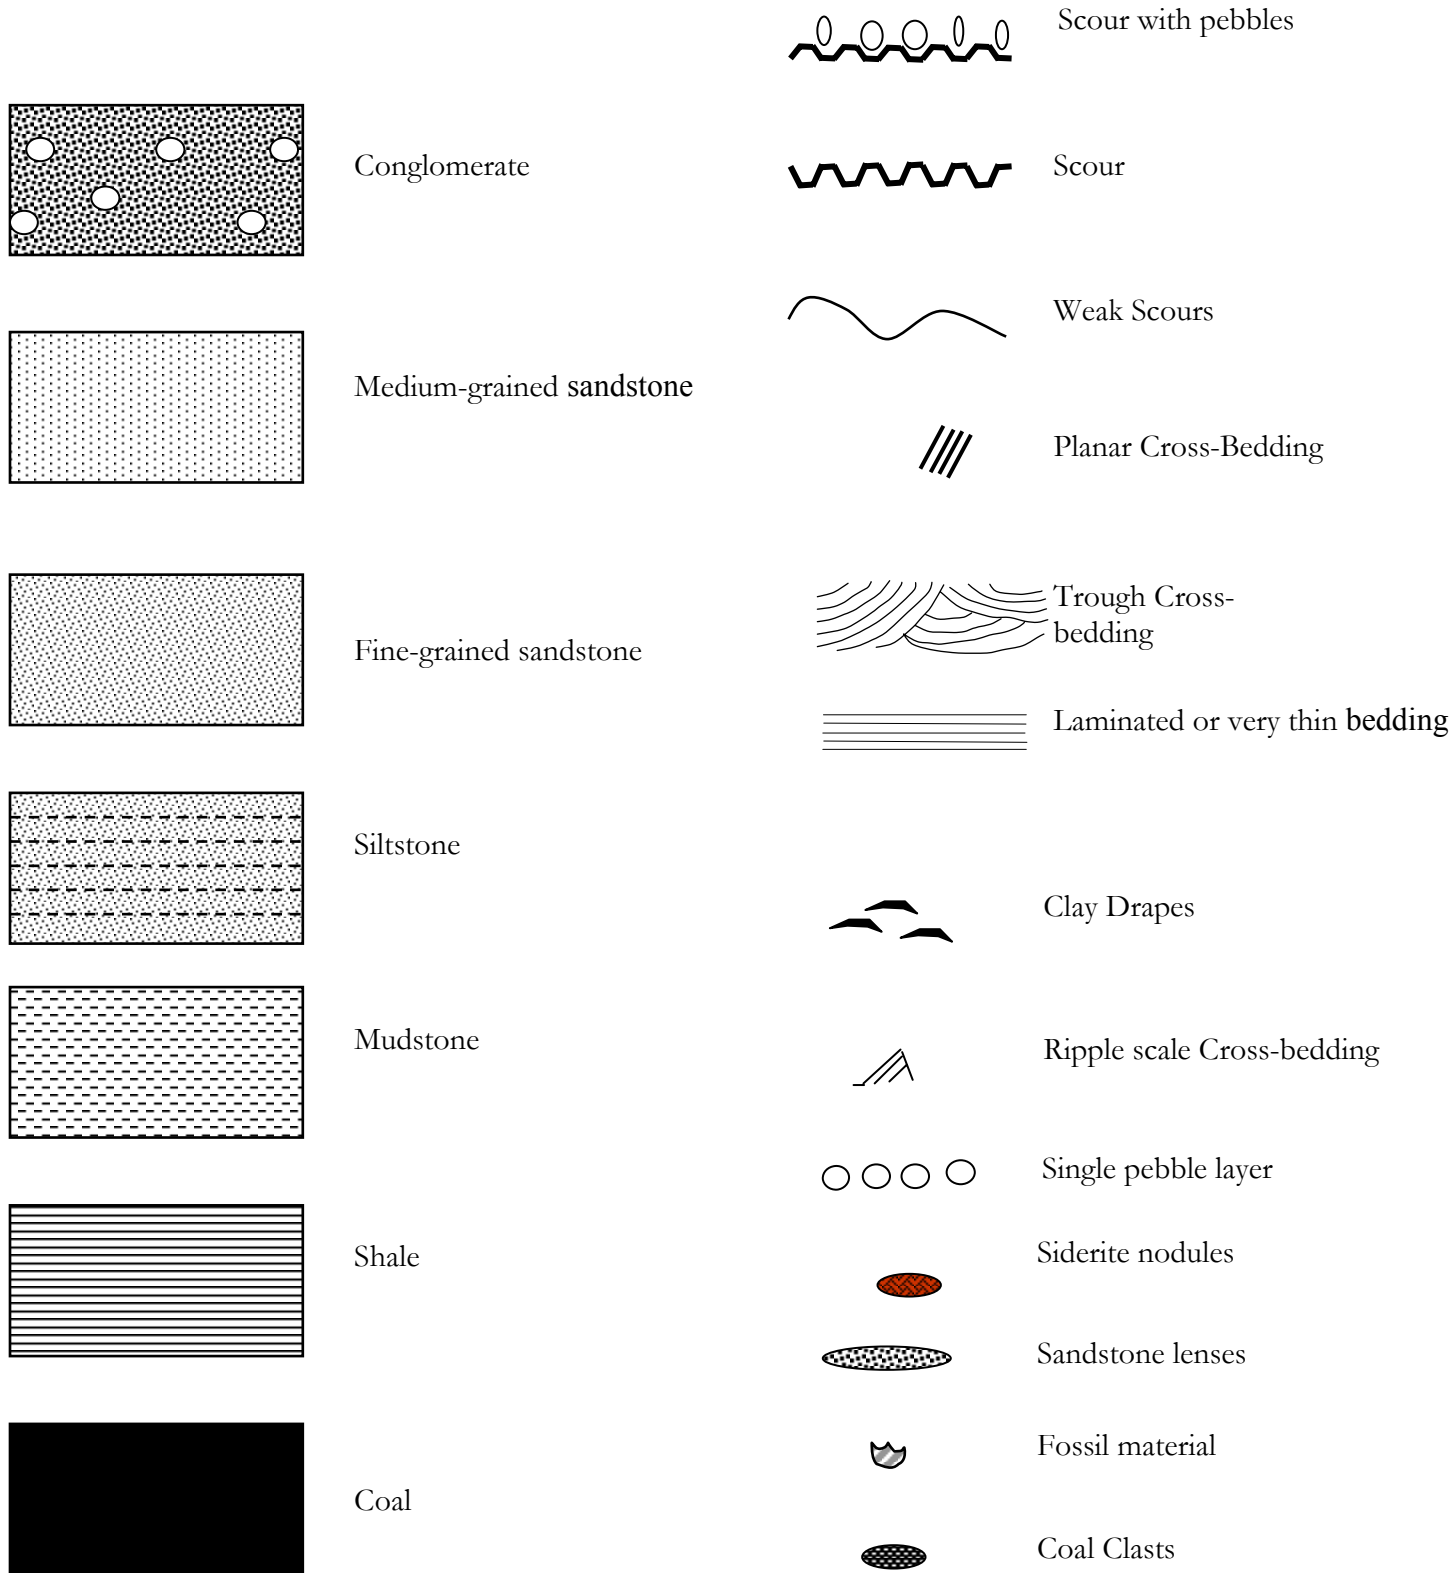 Conglomerate
Medium-grained sandstone
Fine-grained sandstone
Siltstone
Mudstone
Shale
Coal
Scour with pebbles
Scour
Weak Scours
Planar Cross-Bedding
Trough Cross-
bedding
Laminated or very thin bedding
Clay Drapes
Ripple scale Cross-bedding
Single pebble layer
Siderite nodules
Sandstone lenses
Fossil material
Coal Clasts